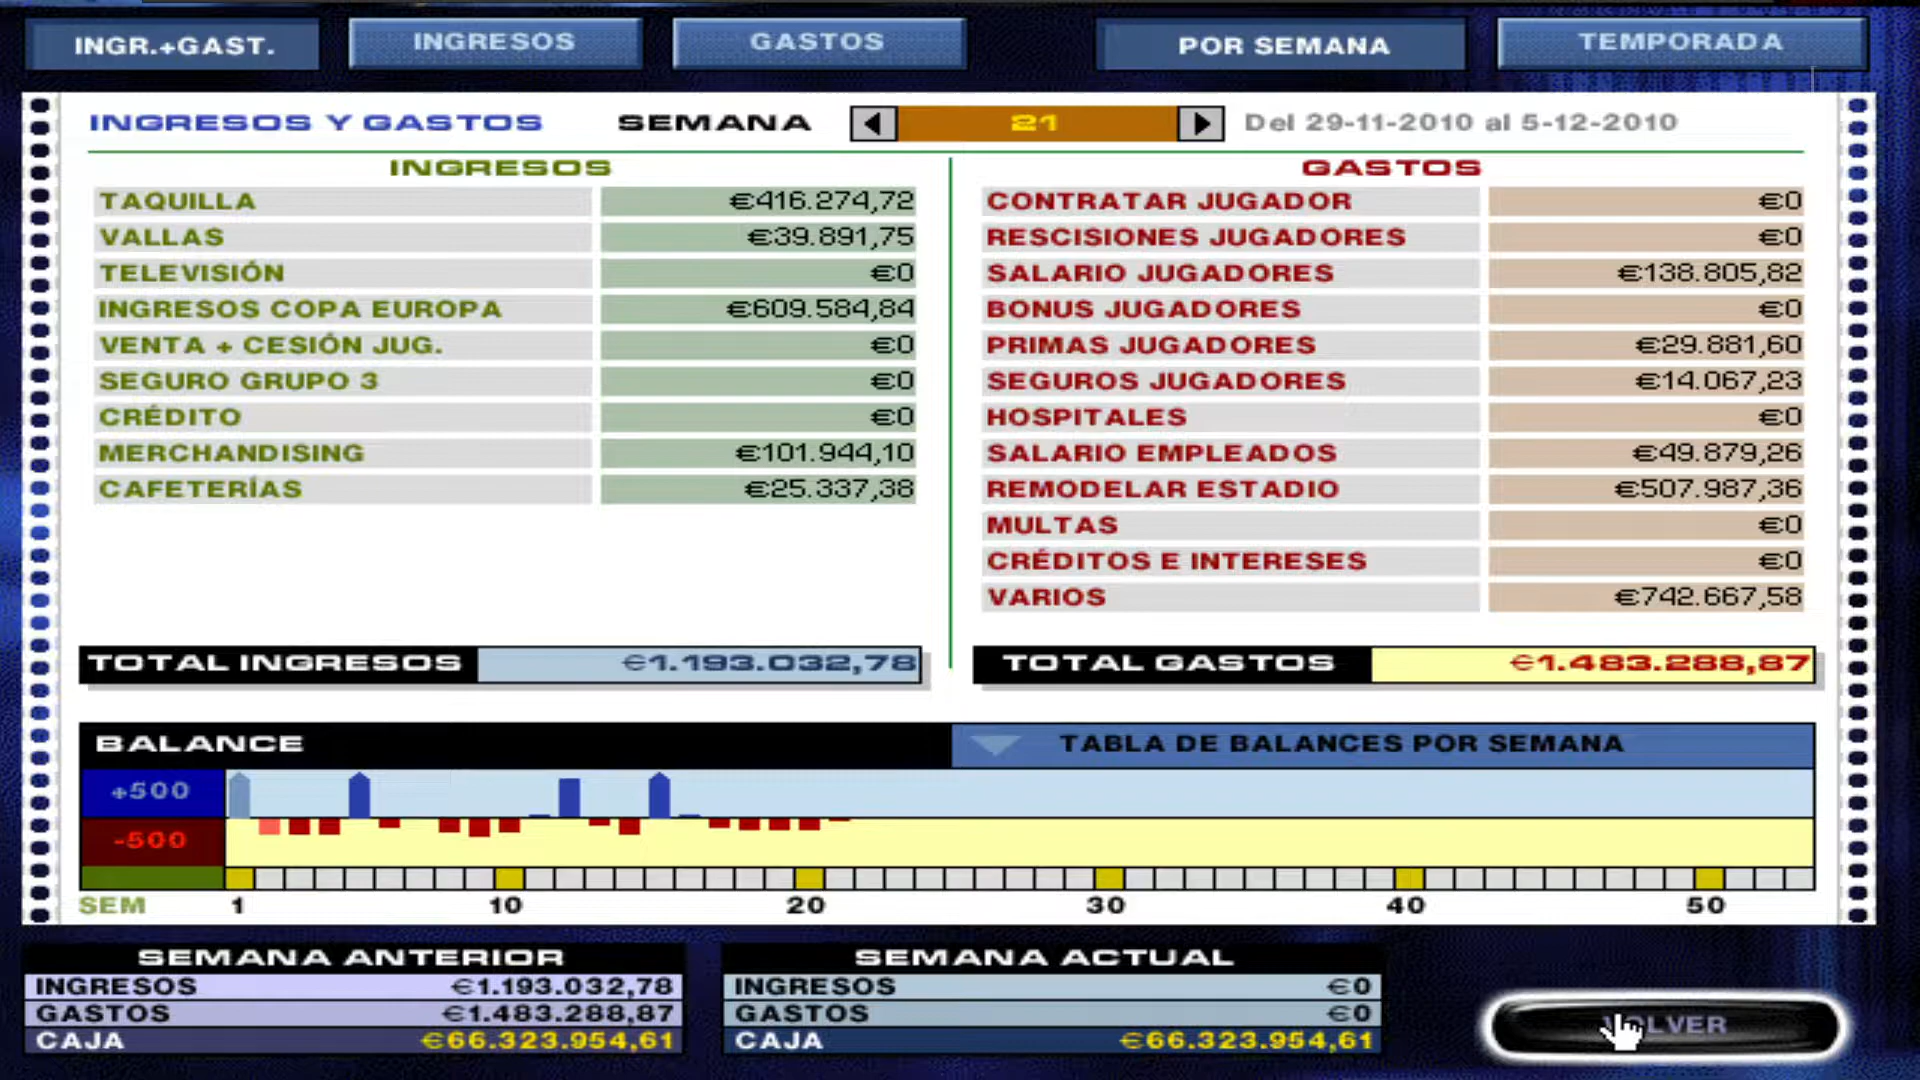 INGR.+GAST. INGRESOS GASTOS POR SEMANA TEMPORADA
INGRESOS Y GASTOS SEMANA 21 Del 29-11-2010 al 5-12-2010
INGRESOS
TAQUILLA €416.274,72
VALLAS €39.891,75
TELEVISIÓN €0
INGRESOS COPA EUROPA €609.584,84
VENTA + CESIÓN JUG. €0
SEGURO GRUPO 3 €0
CRÉDITO €0
MERCHANDISING €101.944,10
CAFETERÍAS €25.337,38
TOTAL INGRESOS €1.193.032,78
GASTOS
CONTRATAR JUGADOR €0
RESCISIONES JUGADORES €0
SALARIO JUGADORES €138.805,82
BONUS JUGADORES €0
PRIMAS JUGADORES €29.881,60
SEGUROS JUGADORES €14.067,23
HOSPITALES €0
SALARIO EMPLEADOS €49.879,26
REMODELAR ESTADIO €507.987,36
MULTAS €0
CRÉDITOS E INTERESES €0
VARIOS €742.667,58
TOTAL GASTOS €1.483.288,87
BALANCE TABLA DE BALANCES POR SEMANA
+500
-500
SEM 1 10 20 30 40 50
SEMANA ANTERIOR
INGRESOS €1.193.032,78
GASTOS €1.483.288,87
CAJA €66.323.954,61
SEMANA ACTUAL
INGRESOS €0
GASTOS €0
CAJA €66.323.954,61
VOLVER